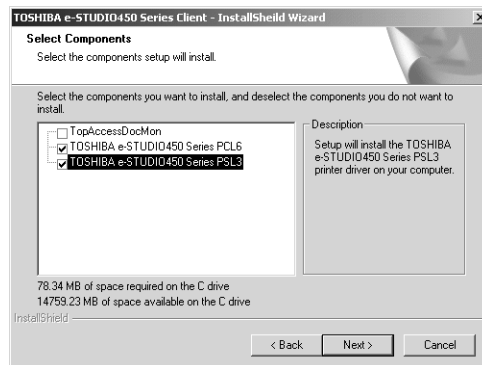 TOSHIBA e-STUDIO450 Series Client - InstallSheild Wizard
Select Components
Select the components setup will install.
Select the components you want to install, and deselect the components you do not want to
install.
TopAccessDocMon
TOSHIBA e-STUDIO450 Series PCL6
TOSHIBA e-STUDIO450 Series PSL3
Description
Setup will install the TOSHIBA
e-STUDIO450 Series PSL3
printer driver on your computer.
78.34 MB of space required on the C drive
14759.23 MB of space available on the C drive
InstallShield
< Back
Next >
Cancel